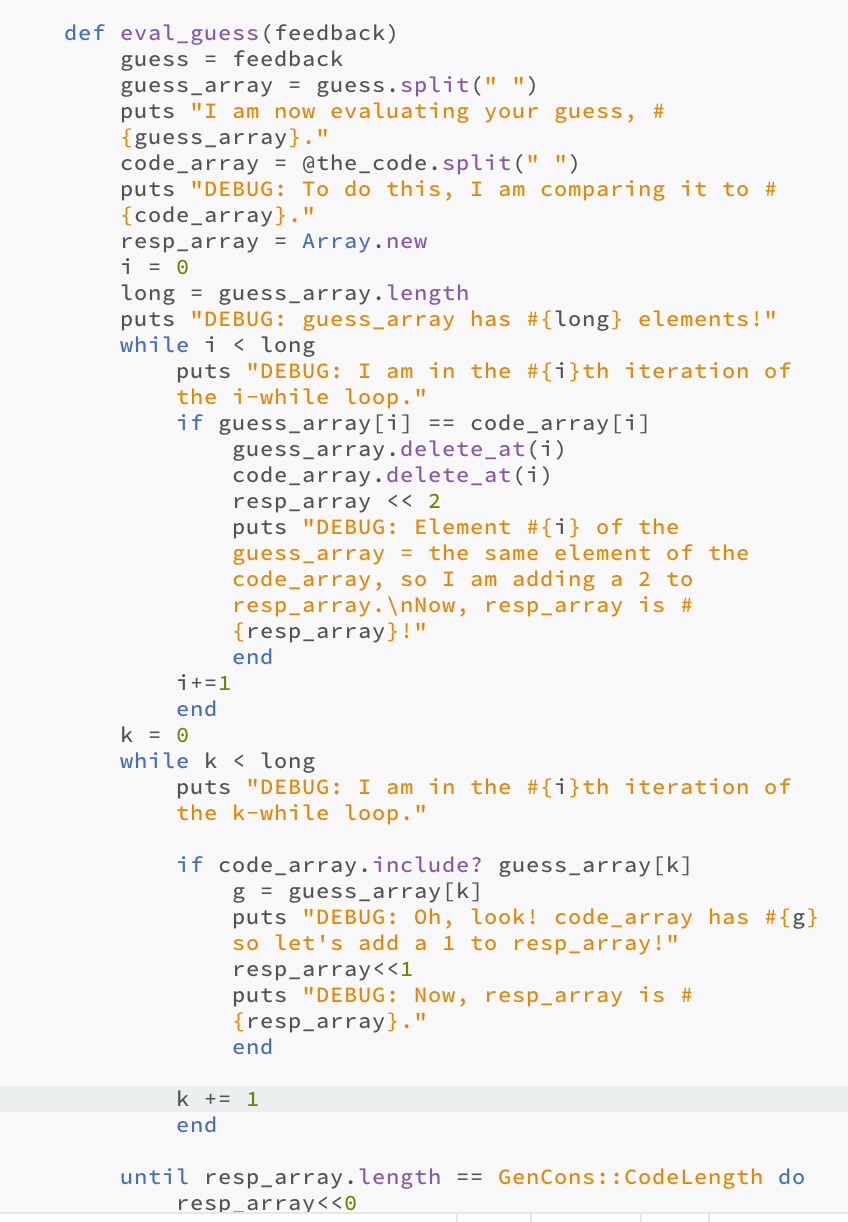 def eval_guess(feedback)
guess = feedback
guess_array = guess.split(" ")
puts "I am now evaluating your guess, #
{guess_array}."
code_array = @the_code.split(" ")
puts "DEBUG: To do this, I am comparing it to #
{code_array}."
resp_array = Array.new
i = 0
long = guess_array.length
puts "DEBUG: guess_array has #{long} elements!"
while i < long
puts "DEBUG: I am in the #{i}th iteration of
the i-while loop."
if guess_array[i] == code_array[i]
guess_array.delete_at(i)
code_array.delete_at(i)
resp_array << 2
puts "DEBUG: Element #{i} of the
guess_array = the same element of the
code_array, so I am adding a 2 to
resp_array.\nNow, resp_array is #
{resp_array}!"
end
i+=1
end
k = 0
while k < long
puts "DEBUG: I am in the #{i}th iteration of
the k-while loop."
if code_array.include? guess_array[k]
g = guess_array[k]
puts "DEBUG: Oh, look! code_array has #{g}
so let's add a 1 to resp_array!"
resp_array<<1
puts "DEBUG: Now, resp_array is #
{resp_array}."
end
k += 1
end
until resp_array.length == GenCons::CodeLength do
resp_array<<0